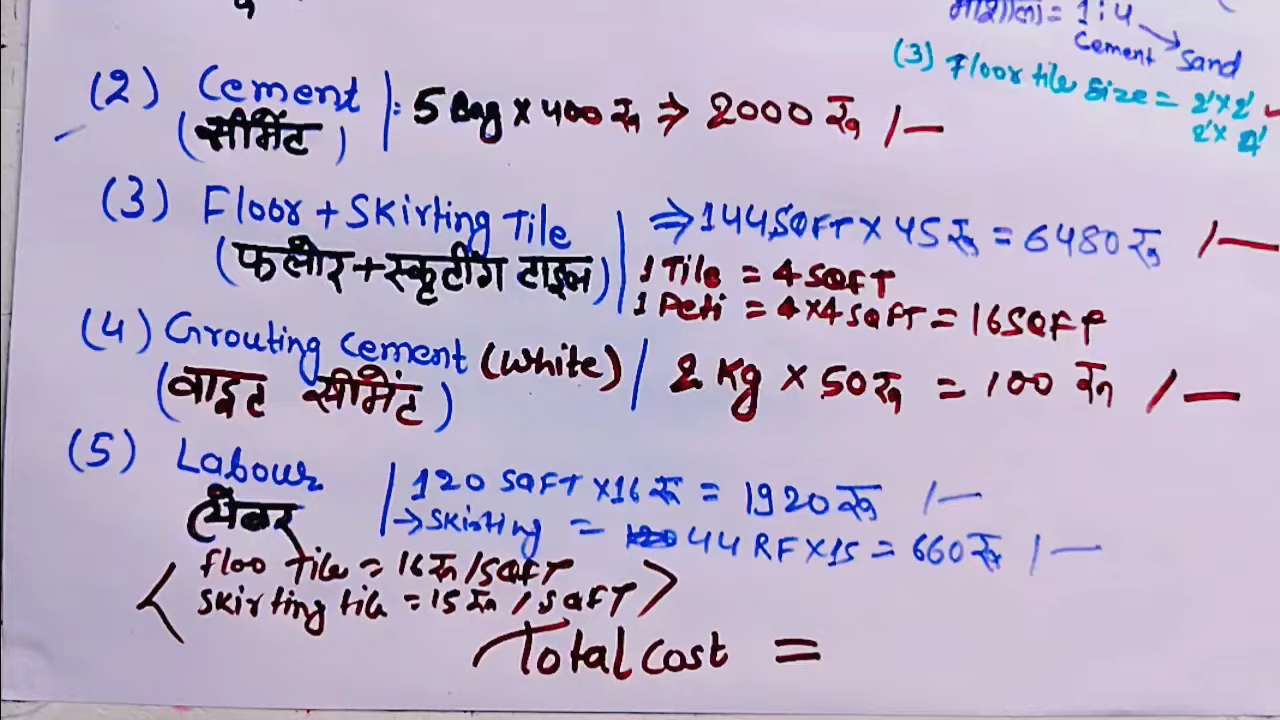 मसाला = 1:4
Cement Sand
(3) Floor tile Size = 2'×2'
2'×4'
(2) Cement | : 5 Bag × 400 रू ⇒ 2000 रू /—
(सीमेंट)
(3) Floor + Skirting Tile | ⇒ 144 SQFT × 45 रू = 6480 रू /—
(फ्लोर + स्कृटींग टाइल) | 1 Tile = 4 SQFT
1 Peti = 4×4 SQFT = 16 SQFT
(4) Grouting Cement (White) | 2 Kg × 50 रू = 100 रू /—
(वाइट सीमेंट)
(5) Labour | 120 SQFT × 16 रू = 1920 रू /—
लेबर | → Skirting = 44 RF × 15 = 660 रू /—
< floo Tile = 16 रू / SQFT
Skirting tile = 15 रू / SQFT >
Total Cost =